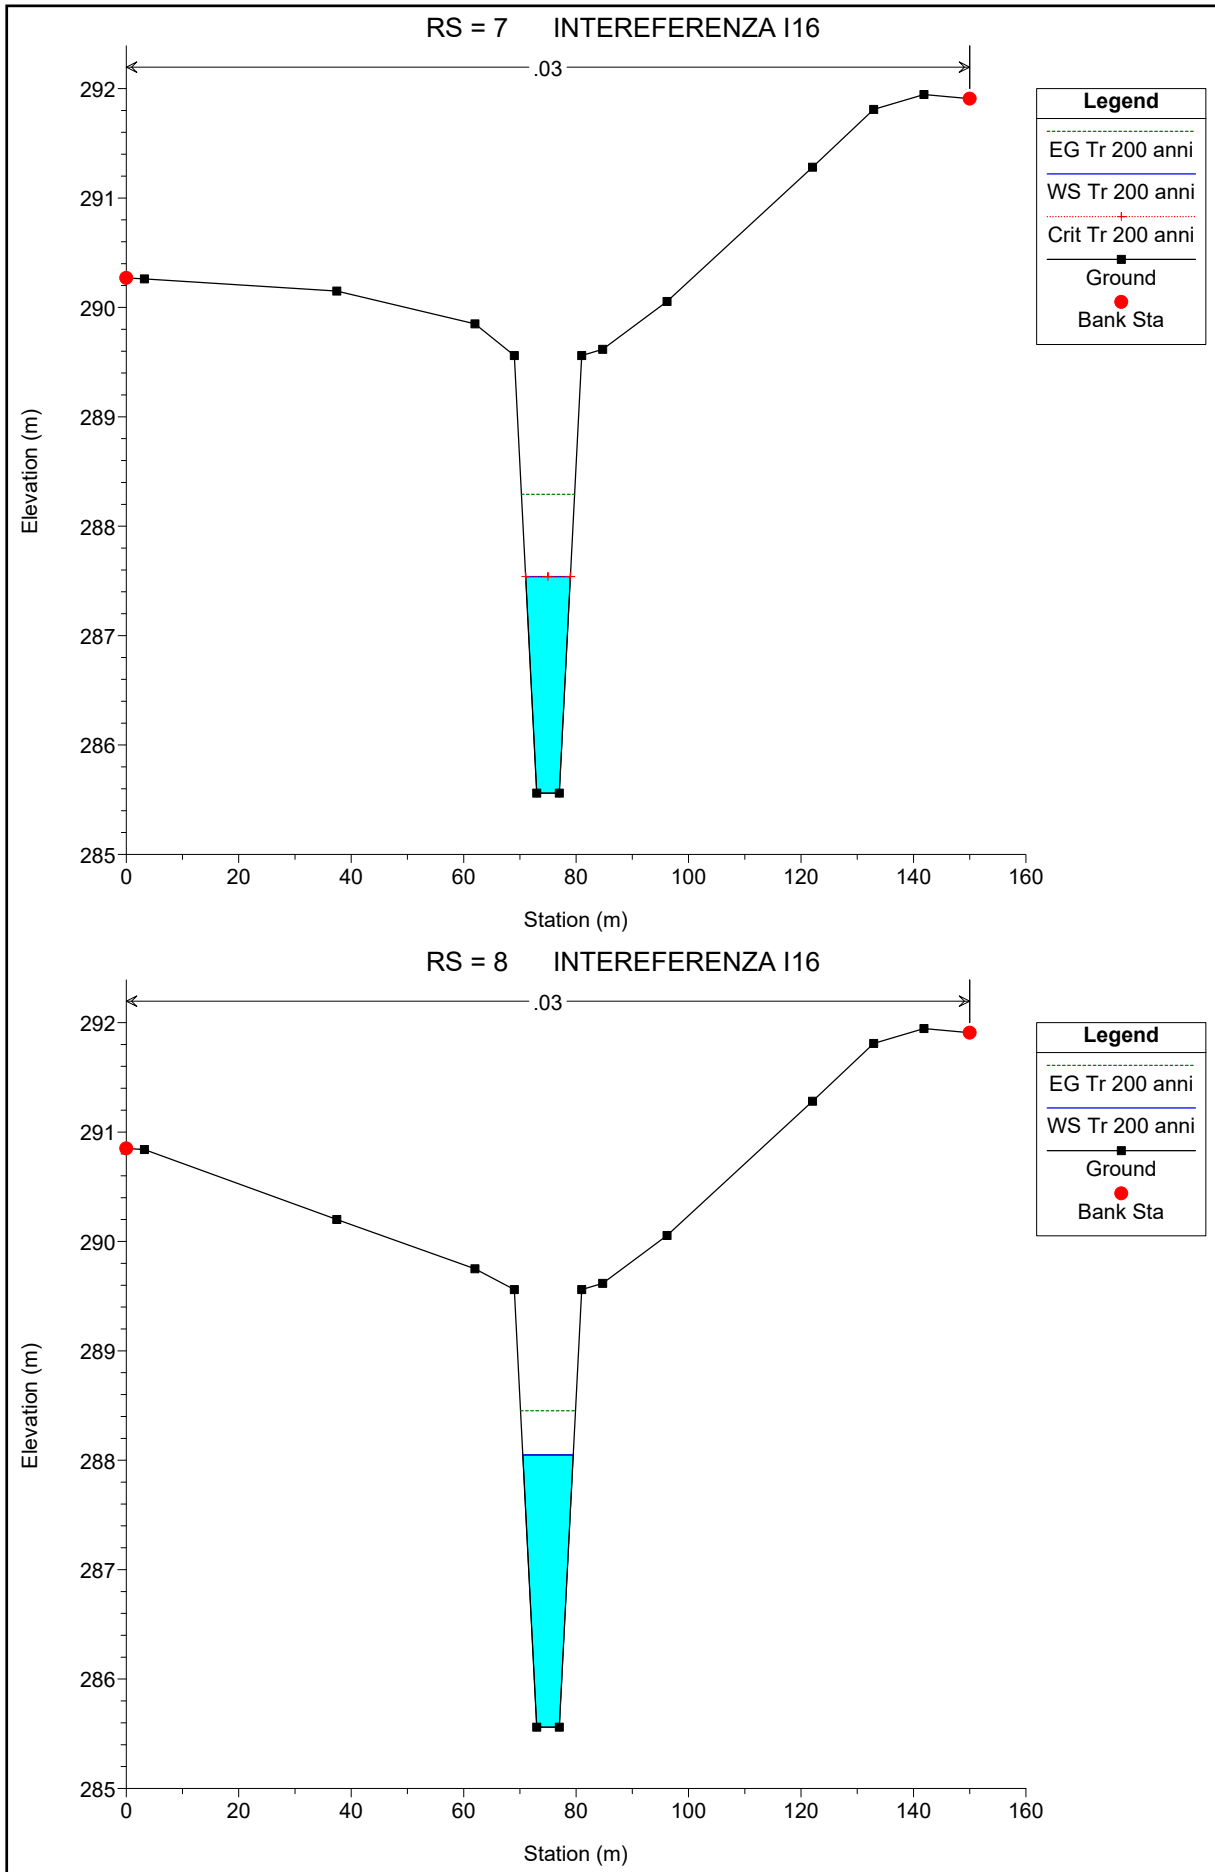 RS = 7 INTEREFERENZA I16
.03
292
291
290
289
288
287
286
285
0 20 40 60 80 100 120 140 160
Elevation (m)
Station (m)
Legend
EG Tr 200 anni
WS Tr 200 anni
Crit Tr 200 anni
Ground
Bank Sta
RS = 8 INTEREFERENZA I16
.03
292
291
290
289
288
287
286
285
0 20 40 60 80 100 120 140 160
Elevation (m)
Station (m)
Legend
EG Tr 200 anni
WS Tr 200 anni
Ground
Bank Sta